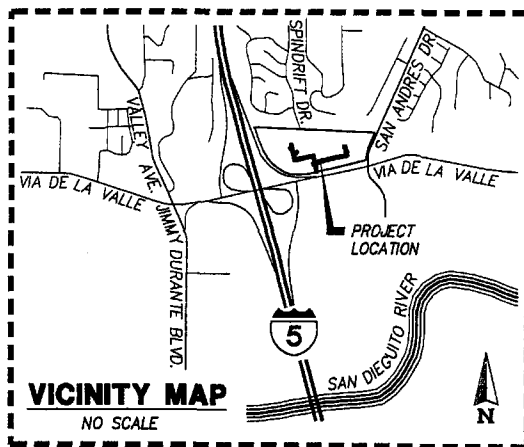 SPINDRIFT DR.
SAN ANDRES DR.
VALLEY AVE.
VIA DE LA VALLE
VIA DE LA VALLE
JIMMY DURANTE BLVD.
PROJECT
LOCATION
5
SAN DIEGUITO RIVER
VICINITY MAP
NO SCALE
N